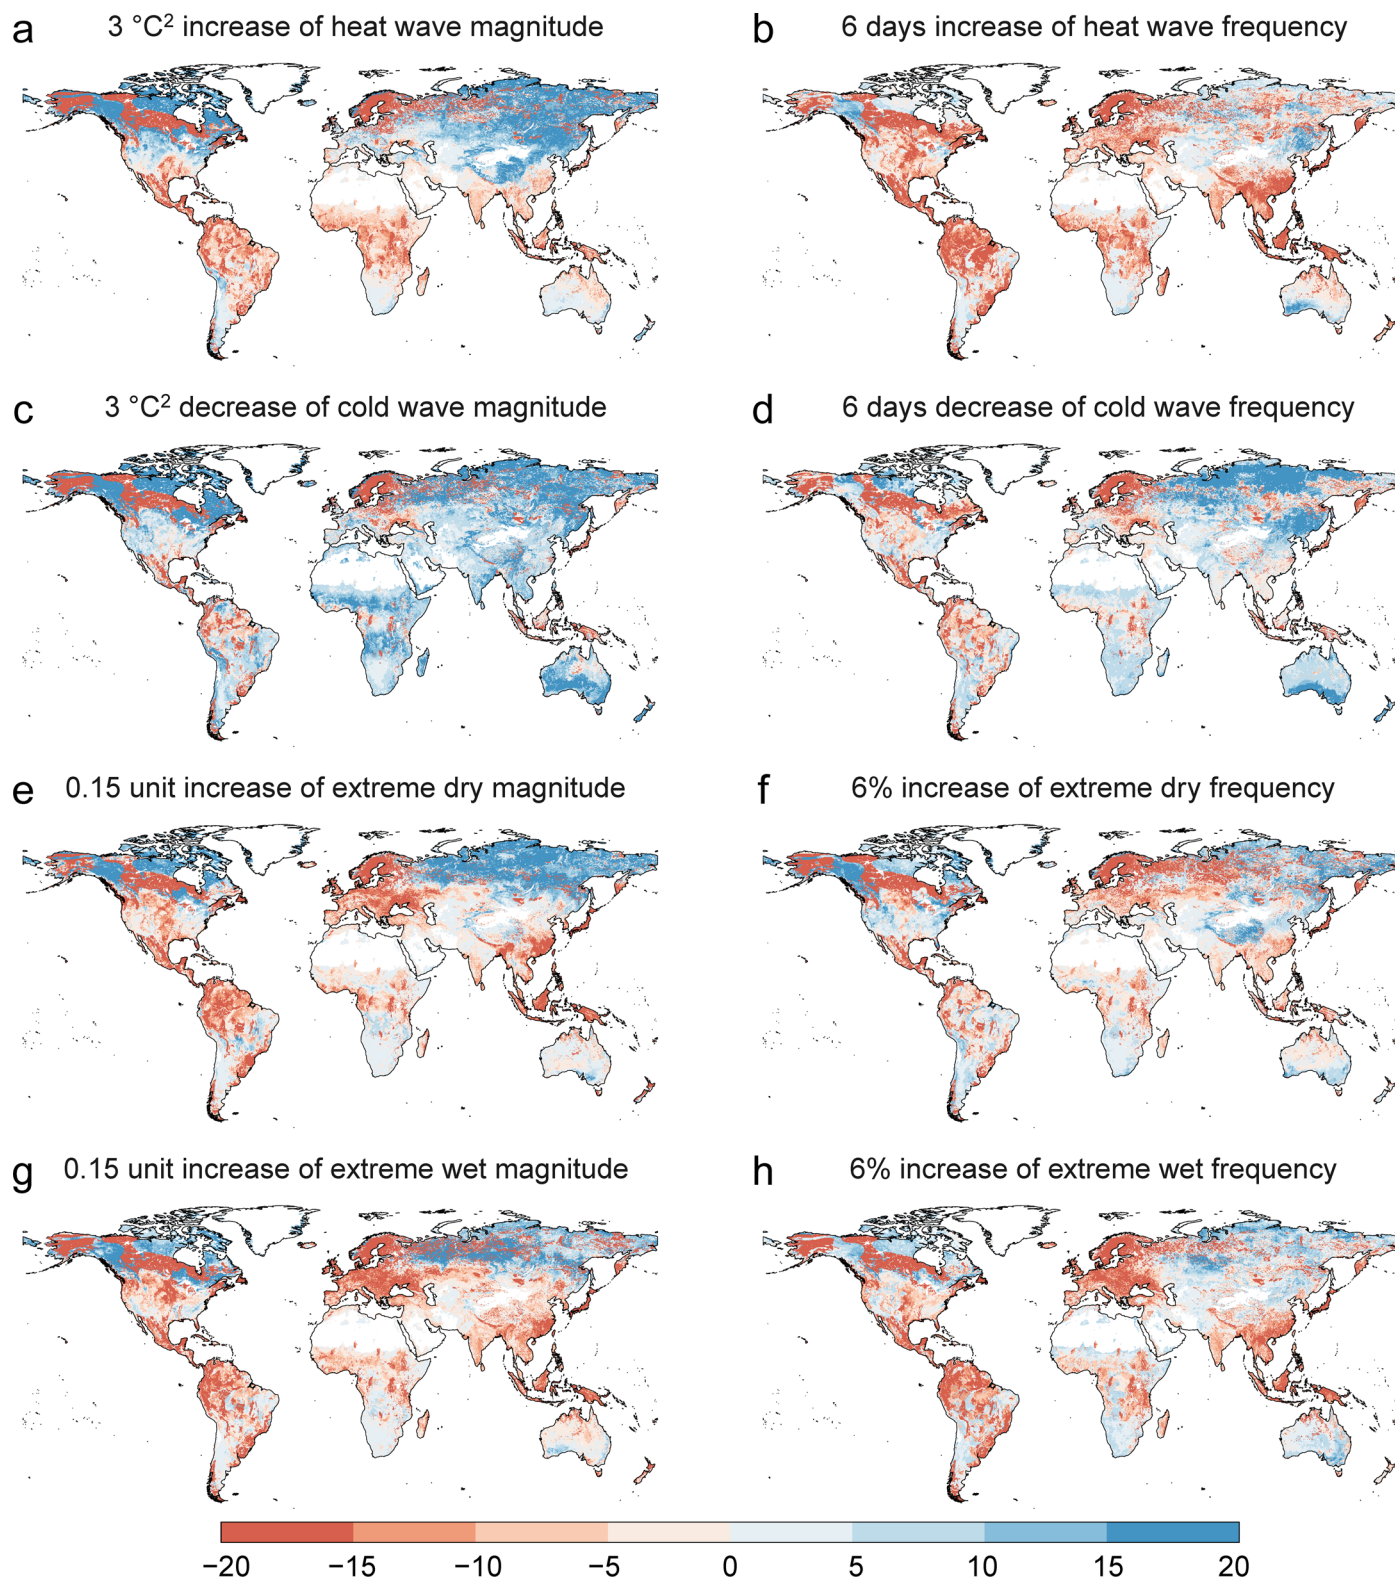 a 3 °C² increase of heat wave magnitude
b 6 days increase of heat wave frequency
c 3 °C² decrease of cold wave magnitude
d 6 days decrease of cold wave frequency
e 0.15 unit increase of extreme dry magnitude
f 6% increase of extreme dry frequency
g 0.15 unit increase of extreme wet magnitude
h 6% increase of extreme wet frequency
−20 −15 −10 −5 0 5 10 15 20